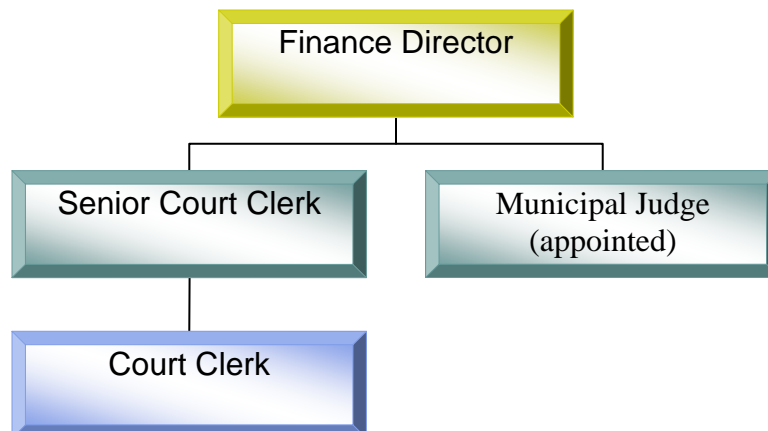 Finance Director
Senior Court Clerk
Municipal Judge
(appointed)
Court Clerk